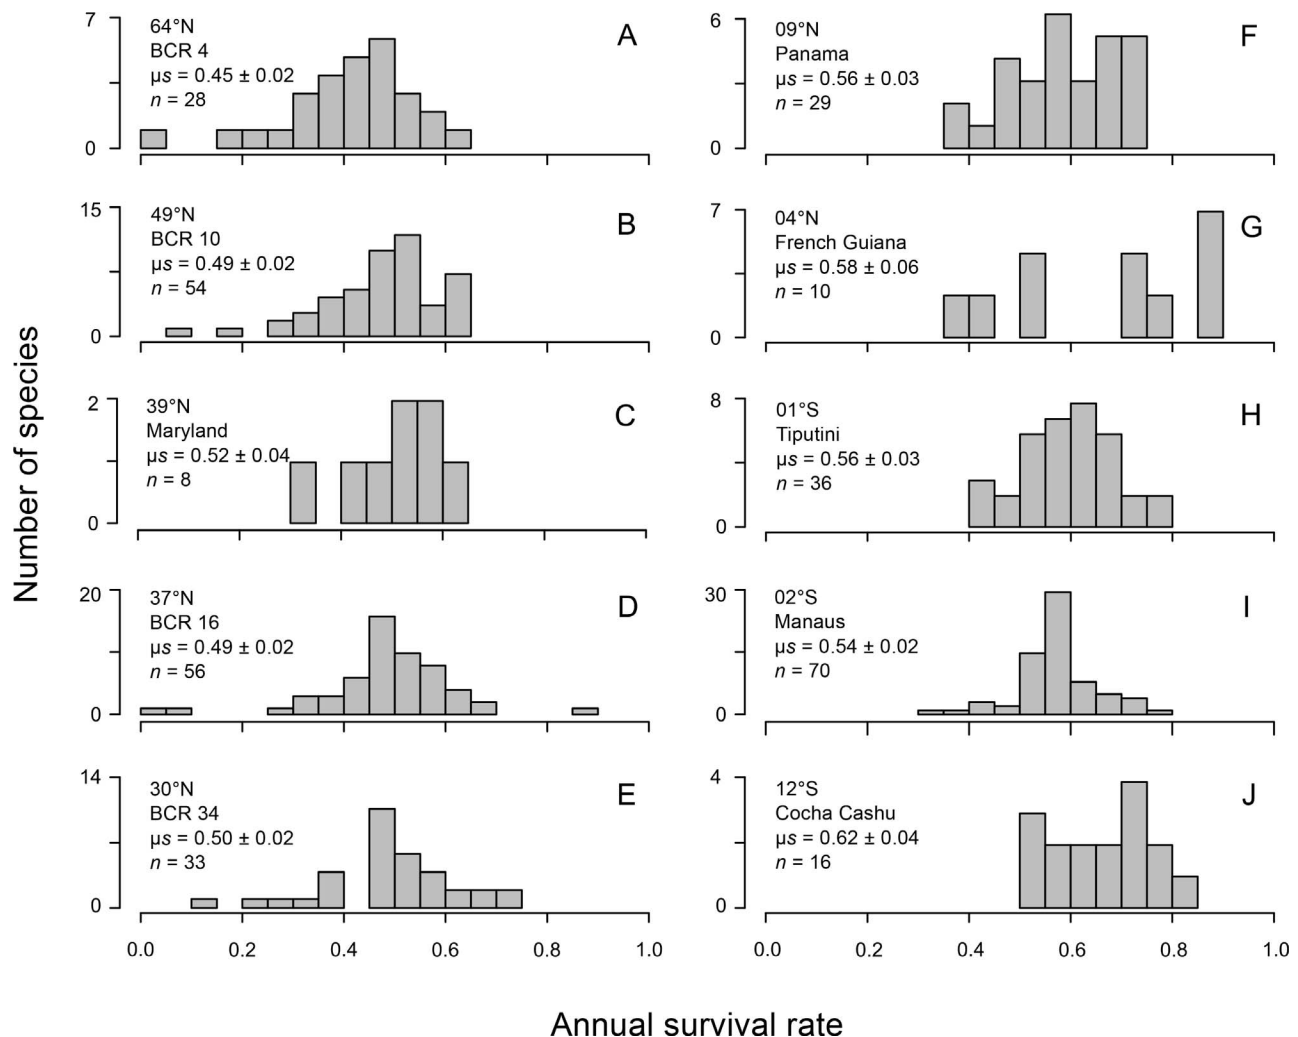 Number of species
7
0
64°N
BCR 4
µs = 0.45 ± 0.02
n = 28
A
15
0
49°N
BCR 10
µs = 0.49 ± 0.02
n = 54
B
2
0
39°N
Maryland
µs = 0.52 ± 0.04
n = 8
C
20
0
37°N
BCR 16
µs = 0.49 ± 0.02
n = 56
D
14
0
30°N
BCR 34
µs = 0.50 ± 0.02
n = 33
E
0.0 0.2 0.4 0.6 0.8 1.0
6
0
09°N
Panama
µs = 0.56 ± 0.03
n = 29
F
7
0
04°N
French Guiana
µs = 0.58 ± 0.06
n = 10
G
8
0
01°S
Tiputini
µs = 0.56 ± 0.03
n = 36
H
30
0
02°S
Manaus
µs = 0.54 ± 0.02
n = 70
I
4
0
12°S
Cocha Cashu
µs = 0.62 ± 0.04
n = 16
J
0.0 0.2 0.4 0.6 0.8 1.0
Annual survival rate